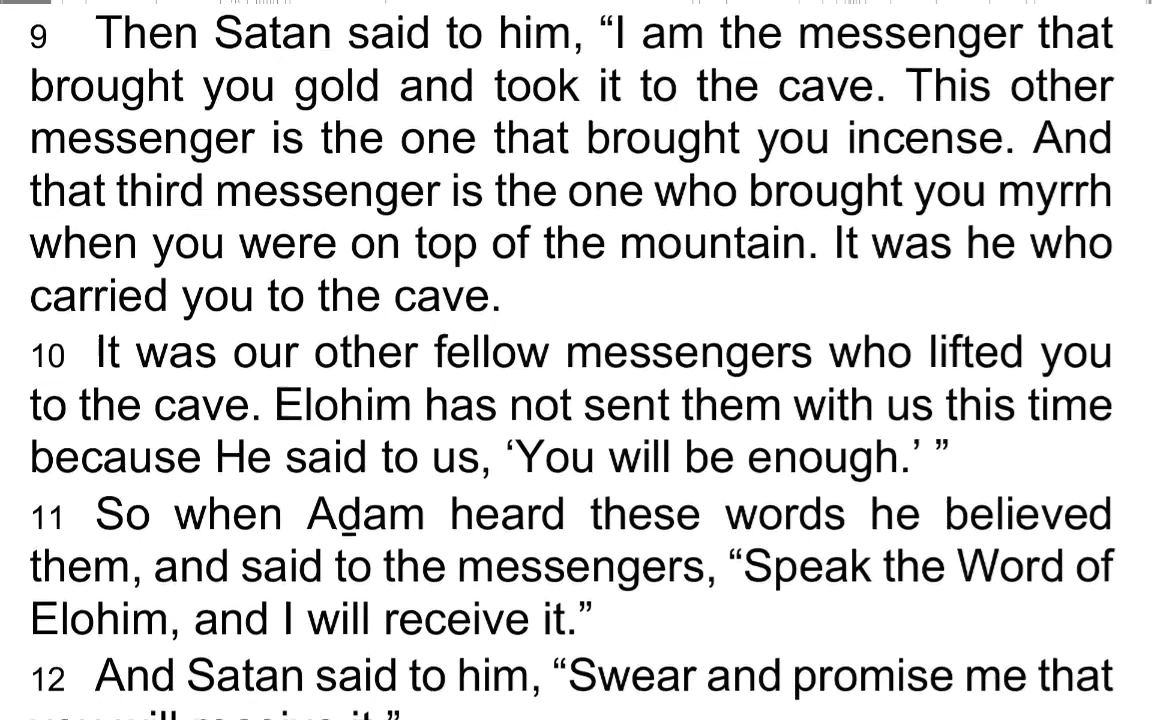 9 Then Satan said to him, “I am the messenger that
brought you gold and took it to the cave. This other
messenger is the one that brought you incense. And
that third messenger is the one who brought you myrrh
when you were on top of the mountain. It was he who
carried you to the cave.
10 It was our other fellow messengers who lifted you
to the cave. Elohim has not sent them with us this time
because He said to us, ‘You will be enough.’ ”
11 So when Aḏam heard these words he believed
them, and said to the messengers, “Speak the Word of
Elohim, and I will receive it.”
12 And Satan said to him, “Swear and promise me that
you will receive it.”